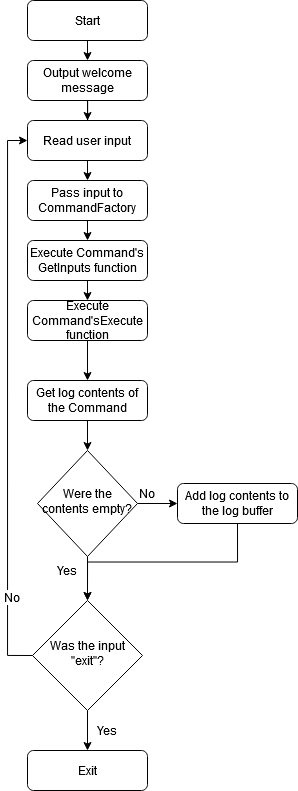 Start
Output welcome
message
Read user input
Pass input to
CommandFactory
Execute Command's
GetInputs function
Execute
Command'sExecute
function
Get log contents of
the Command
Were the
contents empty?
No
Add log contents to
the log buffer
Yes
No
Was the input
"exit"?
Yes
Exit